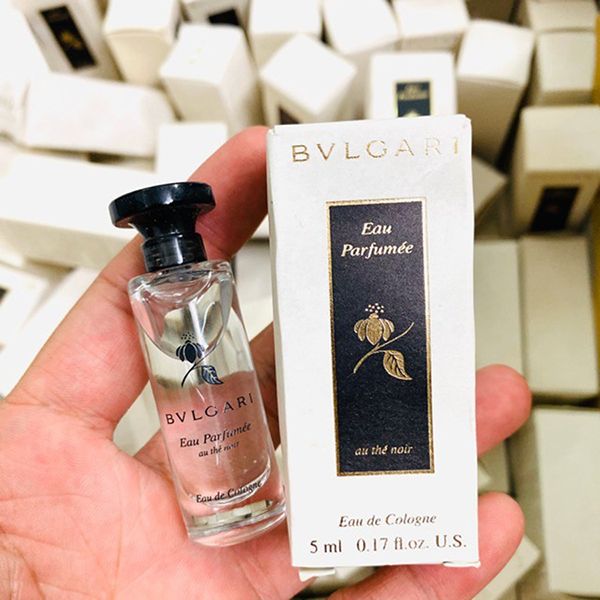 BVLGARI
Eau Parfumée
au thé noir
Eau de Cologne
BVLGARI
Eau
Parfumée
au thé noir
Eau de Cologne
5 ml 0.17 fl.oz. U.S.